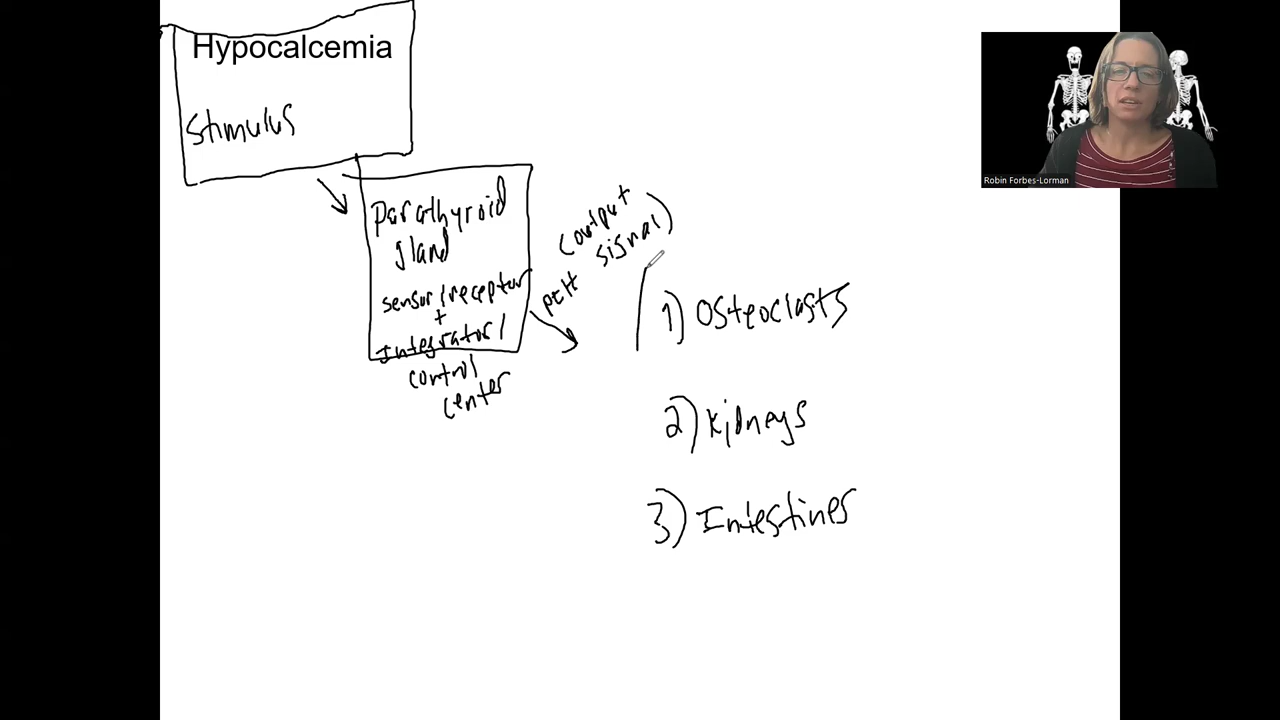 Hypocalcemia
Stimulus
Parathyroid
gland
sensor/receptor
+
Integrator/
control
center
PTH
(output
signal)
1) Osteoclasts
2) Kidneys
3) Intestines
Robin Forbes-Lorman